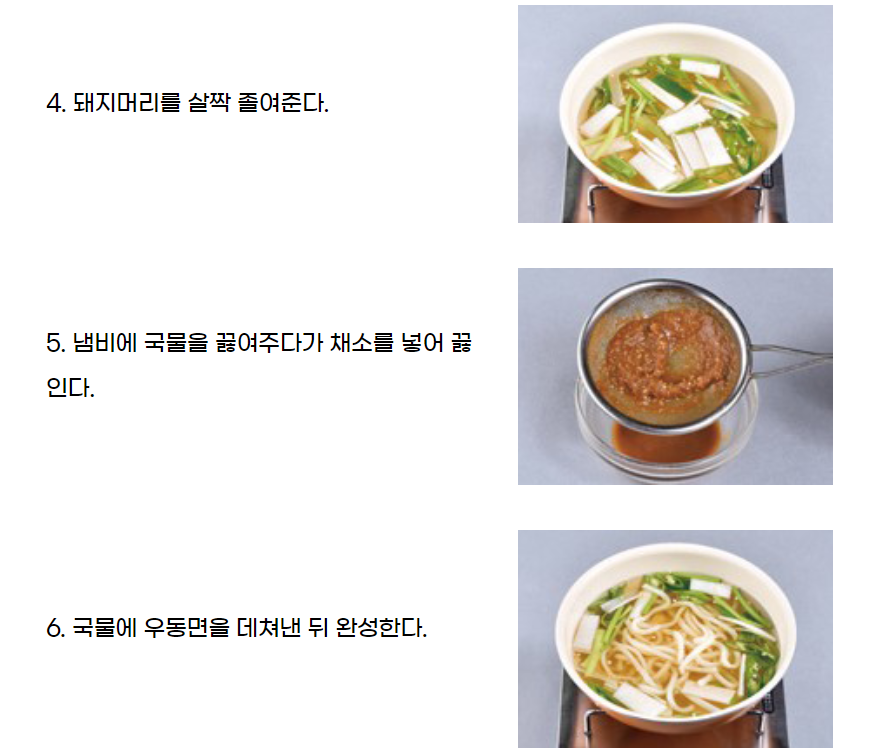 4. 돼지머리를 살짝 졸여준다.
5. 냄비에 국물을 끓여주다가 채소를 넣어 끓
인다.
6. 국물에 우동면을 데쳐낸 뒤 완성한다.